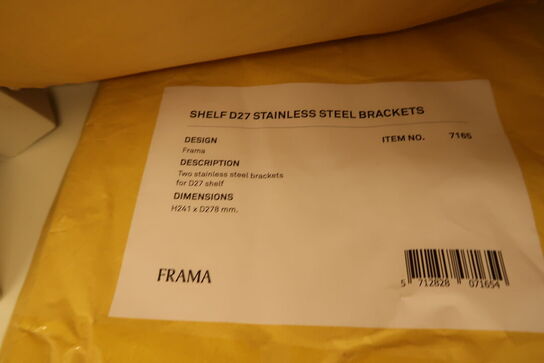 SHELF D27 STAINLESS STEEL BRACKETS
DESIGN
Frama
ITEM NO. 7165
DESCRIPTION
Two stainless steel brackets
for D27 shelf
DIMENSIONS
H241 x D278 mm.
FRAMA
5 712828 071654